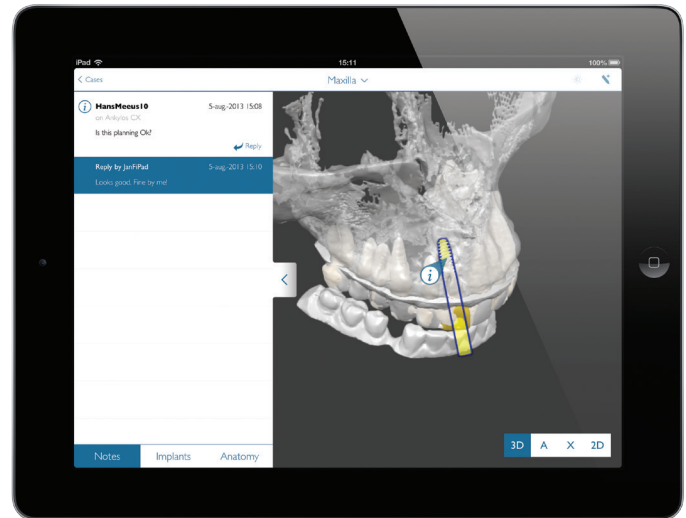 iPad 15:11 100%
Cases Maxilla
i HansMeeus10 5-aug.-2013 15:08
on Ankylos CX
Is this planning Ok?
Reply
Reply by JanFiPad 5-aug.-2013 15:10
Looks good. Fine by me!
i
3D A X 2D
Notes Implants Anatomy